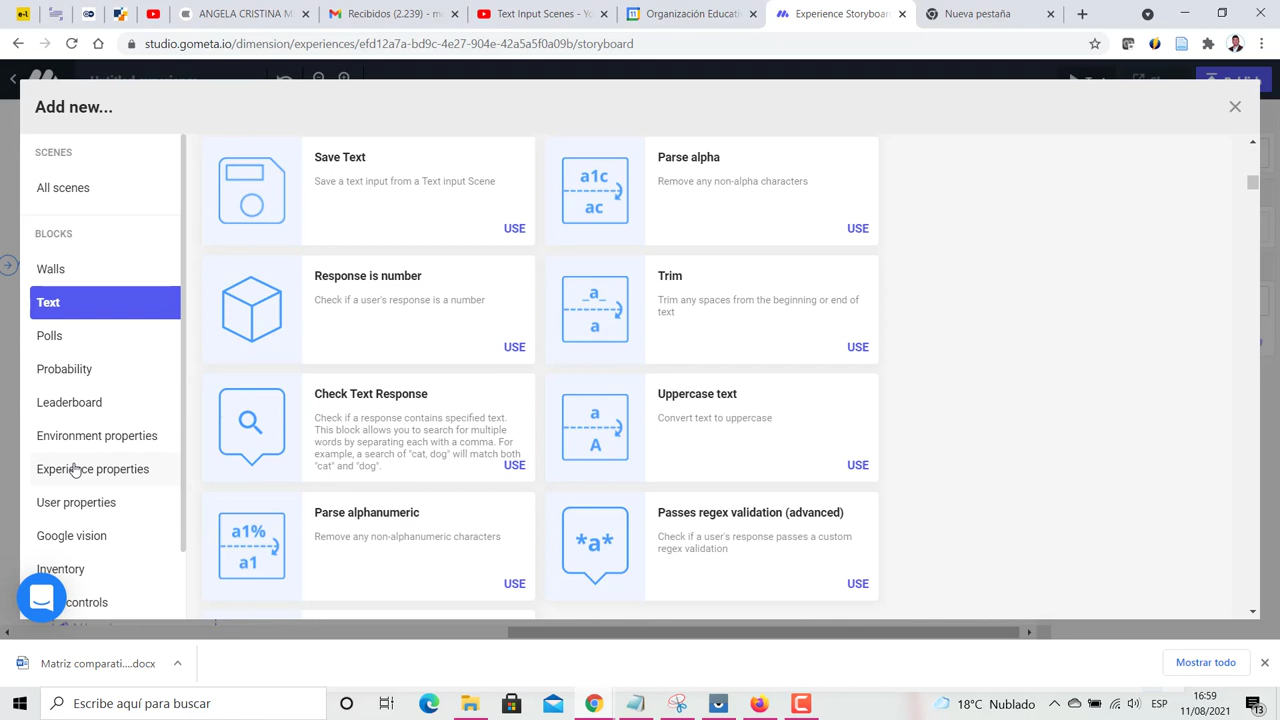 ANGELA CRISTINA M
Recibidos (2.239) - m
Text Input Scenes - Yo
Organización Educati
Experience Storyboar
Nueva pestaña
studio.gometa.io/dimension/experiences/efd12a7a-bd9c-4e27-904e-42a5a5f0a09b/storyboard
Add new...
SCENES
All scenes
BLOCKS
Walls
Text
Polls
Probability
Leaderboard
Environment properties
Experience properties
User properties
Google vision
Inventory
controls
Save Text
Save a text input from a Text input Scene
USE
a1c
ac
Parse alpha
Remove any non-alpha characters
USE
Response is number
Check if a user's response is a number
USE
_a_
a
Trim
Trim any spaces from the beginning or end of
text
USE
Check Text Response
Check if a response contains specified text.
This block allows you to search for multiple
words by separating each with a comma. For
example, a search of "cat, dog" will match both
"cat" and "dog".
USE
a
A
Uppercase text
Convert text to uppercase
USE
a1%
a1
Parse alphanumeric
Remove any non-alphanumeric characters
USE
*a*
Passes regex validation (advanced)
Check if a user's response passes a custom
regex validation
USE
Matriz comparati....docx
Mostrar todo
Escribe aquí para buscar
18°C Nublado
ESP
16:59
11/08/2021
13